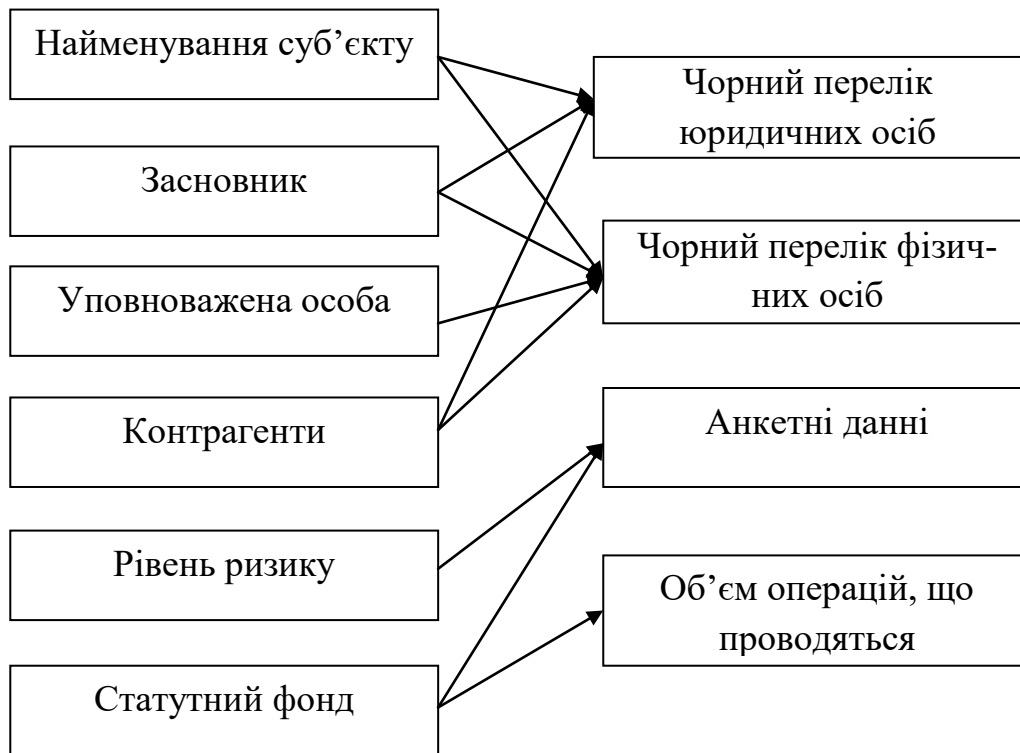 Найменування суб’єкту
Засновник
Уповноважена особа
Контрагенти
Рівень ризику
Статутний фонд
Чорний перелік
юридичних осіб
Чорний перелік фізич-
них осіб
Анкетні данні
Об’єм операцій, що
проводяться